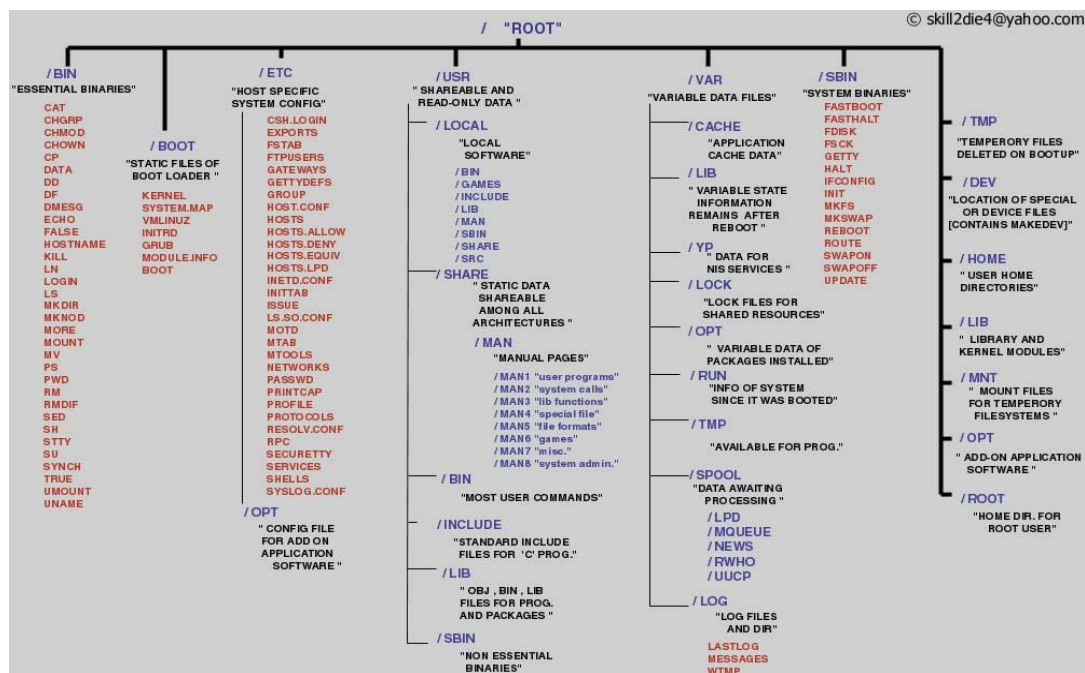 © skill2die4@yahoo.com
/ "ROOT"
/BIN
"ESSENTIAL BINARIES"
CAT
CHGRP
CHMOD
CHOWN
CP
DATA
DD
DF
DMESG
ECHO
FALSE
HOSTNAME
KILL
LN
LOGIN
LS
MKDIR
MKNOD
MORE
MOUNT
MV
PS
PWD
RM
RMDIF
SED
SH
STTY
SU
SYNCH
TRUE
UMOUNT
UNAME
/BOOT
"STATIC FILES OF
BOOT LOADER "
KERNEL
SYSTEM.MAP
VMLINUZ
INITRD
GRUB
MODULE.INFO
BOOT
/ ETC
"HOST SPECIFIC
SYSTEM CONFIG"
CSH.LOGIN
EXPORTS
FSTAB
FTPUSERS
GATEWAYS
GETTYDEFS
GROUP
HOST.CONF
HOSTS
HOSTS.ALLOW
HOSTS.DENY
HOSTS.EQUIV
HOSTS.LPD
INETD.CONF
INITTAB
ISSUE
LS.SO.CONF
MOTD
MTAB
MTOOLS
NETWORKS
PASSWD
PRINTCAP
PROFILE
PROTOCOLS
RESOLV.CONF
RPC
SECURETTY
SERVICES
SHELLS
SYSLOG.CONF
/OPT
"CONFIG FILE
FOR ADD ON
APPLICATION
SOFTWARE "
/USR
" SHAREABLE AND
READ-ONLY DATA "
/LOCAL
"LOCAL
SOFTWARE"
/BIN
/GAMES
/INCLUDE
/LIB
/MAN
/SBIN
/SHARE
/SRC
/SHARE
"STATIC DATA
SHAREABLE
AMONG ALL
ARCHITECTURES "
/MAN
"MANUAL PAGES"
/MAN1 "user programs"
/MAN2 "system calls"
/MAN3 "lib functions"
/MAN4 "special file"
/MAN5 "file formats"
/MAN6 "games"
/MAN7 "misc."
/MAN8 "system admin."
/BIN
"MOST USER COMMANDS"
/INCLUDE
"STANDARD INCLUDE
FILES FOR 'C' PROG."
/LIB
" OBJ , BIN , LIB
FILES FOR PROG.
AND PACKAGES "
/SBIN
"NON ESSENTIAL
BINARIES"
/VAR
"VARIABLE DATA FILES"
/CACHE
"APPLICATION
CACHE DATA"
/LIB
" VARIABLE STATE
INFORMATION
REMAINS AFTER
REBOOT "
/YP
" DATA FOR
NIS SERVICES "
/LOCK
"LOCK FILES FOR
SHARED RESOURCES"
/OPT
" VARIABLE DATA OF
PACKAGES INSTALLED"
/RUN
"INFO OF SYSTEM
SINCE IT WAS BOOTED"
/TMP
"AVAILABLE FOR PROG."
/SPOOL
"DATA AWAITING
PROCESSING "
/LPD
/MQUEUE
/NEWS
/RWHO
/UUCP
/LOG
"LOG FILES
AND DIR"
LASTLOG
MESSAGES
WTMP
/SBIN
"SYSTEM BINARIES"
FASTBOOT
FASTHALT
FDISK
FSCK
GETTY
HALT
IFCONFIG
INIT
MKFS
MKSWAP
REBOOT
ROUTE
SWAPON
SWAPOFF
UPDATE
/TMP
"TEMPERORY FILES
DELETED ON BOOTUP"
/DEV
"LOCATION OF SPECIAL
OR DEVICE FILES
[CONTAINS MAKEDEV]
/HOME
"USER HOME
DIRECTORIES"
/LIB
" LIBRARY AND
KERNEL MODULES"
/MNT
" MOUNT FILES
FOR TEMPERORY
FILESYSTEMS "
/OPT
" ADD-ON APPLICATION
SOFTWARE "
/ROOT
"HOME DIR. FOR
ROOT USER"